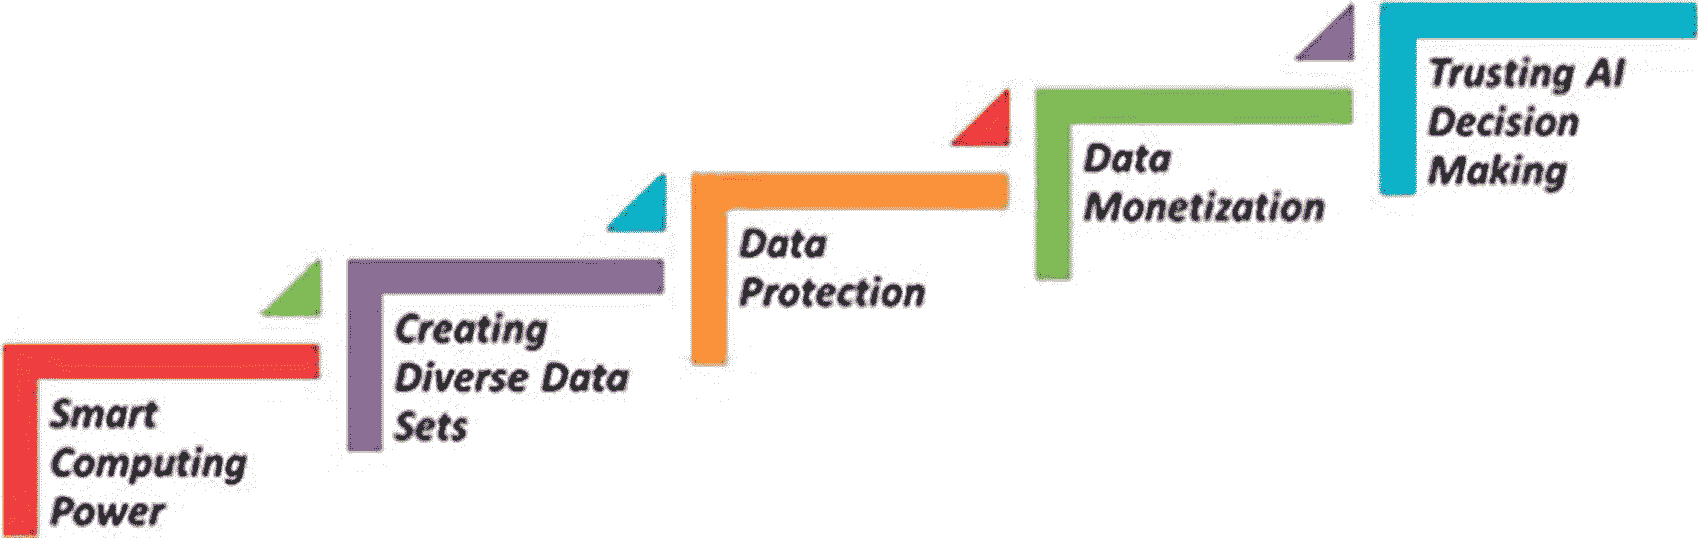 Smart
Computing
Power
Creating
Diverse Data
Sets
Data
Protection
Data
Monetization
Trusting AI
Decision
Making